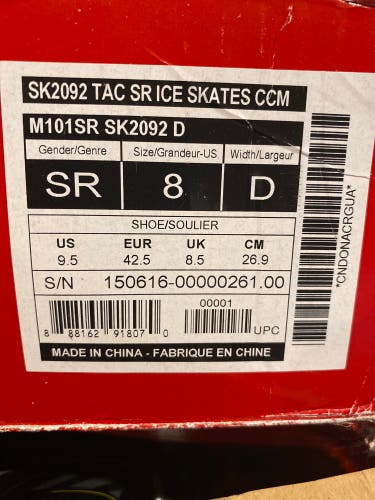 SK2092 TAC SR ICE SKATES CCM
M101SR SK2092 D
Gender/Genre Size/Grandeur-US Width/Largeur
SR 8 D
SHOE/SOULIER
US EUR UK CM
9.5 42.5 8.5 26.9
S/N 150616-00000261.00
00001
8 88162 91807 0 UPC
MADE IN CHINA - FABRIQUE EN CHINE
*CNDONACRGUA*